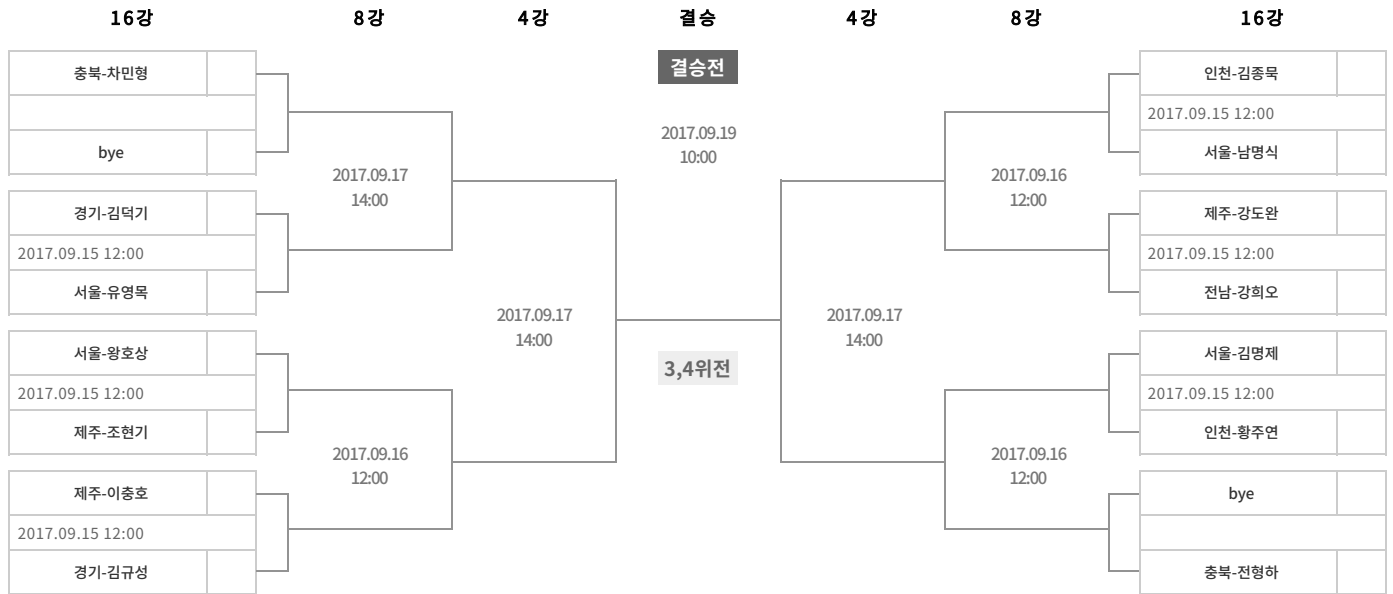 16강
8강
4강
결승
4강
8강
16강
충북-차민형
bye
경기-김덕기
2017.09.15 12:00
서울-유영목
서울-왕호상
2017.09.15 12:00
제주-조현기
제주-이충호
2017.09.15 12:00
경기-김규성
2017.09.17
14:00
2017.09.16
12:00
2017.09.17
14:00
결승전
2017.09.19
10:00
3,4위전
2017.09.17
14:00
2017.09.16
12:00
2017.09.16
12:00
인천-김종묵
2017.09.15 12:00
서울-남명식
제주-강도완
2017.09.15 12:00
전남-강희오
서울-김명제
2017.09.15 12:00
인천-황주연
bye
충북-전형하